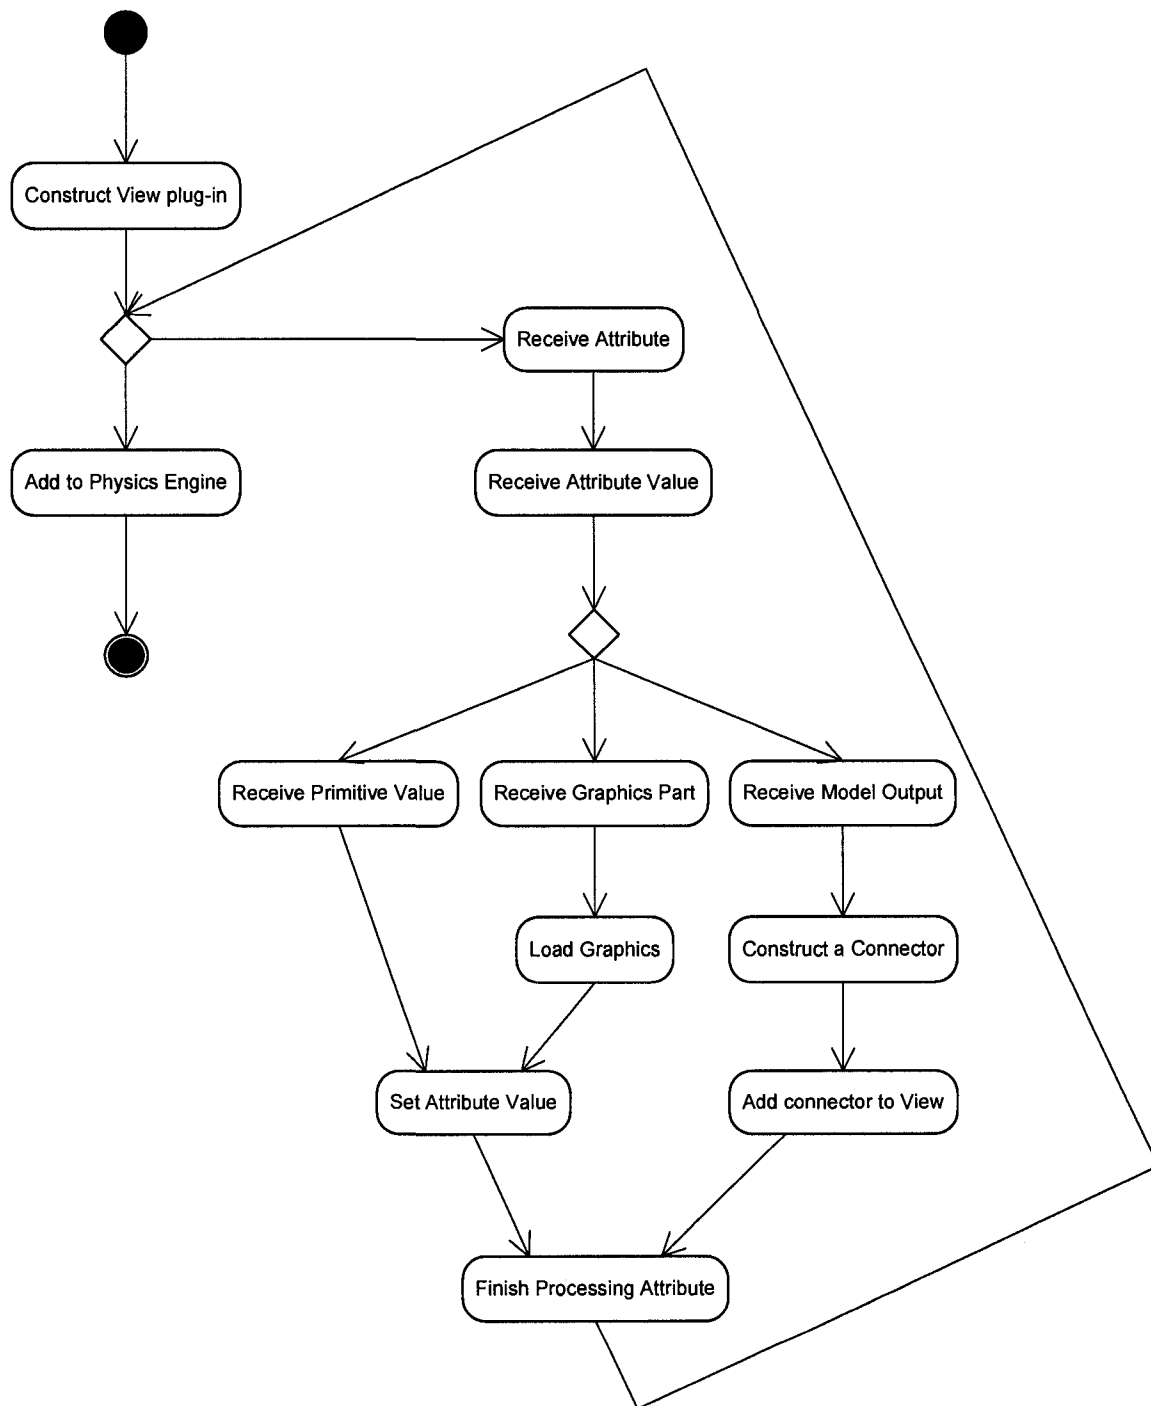 Construct View plug-in
Receive Attribute
Add to Physics Engine
Receive Attribute Value
Receive Primitive Value
Receive Graphics Part
Receive Model Output
Load Graphics
Construct a Connector
Set Attribute Value
Add connector to View
Finish Processing Attribute